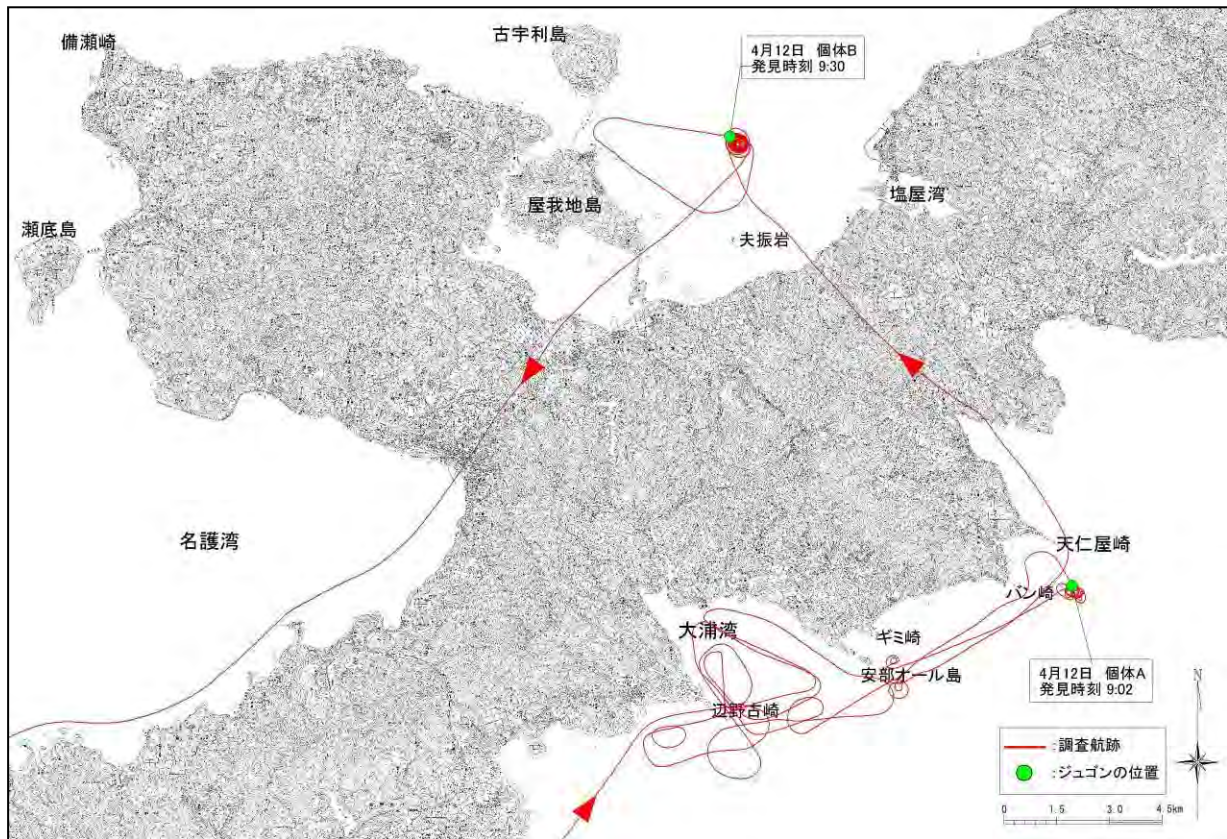 備瀬崎
古宇利島
4月12日 個体B
発見時刻 9:30
瀬底島
屋我地島
塩屋湾
夫振岩
名護湾
天仁屋崎
バン崎
大浦湾
ギミ崎
安部オール島
辺野古崎
4月12日 個体A
発見時刻 9:02
N
:調査航跡
:ジュゴンの位置
0 1.5 3.0 4.5km